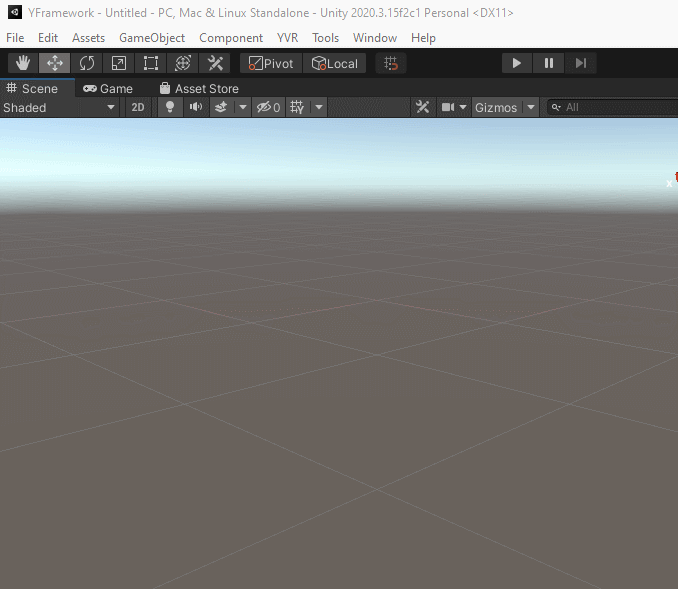 YFramework - Untitled - PC, Mac & Linux Standalone - Unity 2020.3.15f2c1 Personal <DX11>
File Edit Assets GameObject Component YVR Tools Window Help
Pivot Local
Scene Game Asset Store
Shaded 2D 0 Gizmos All
x